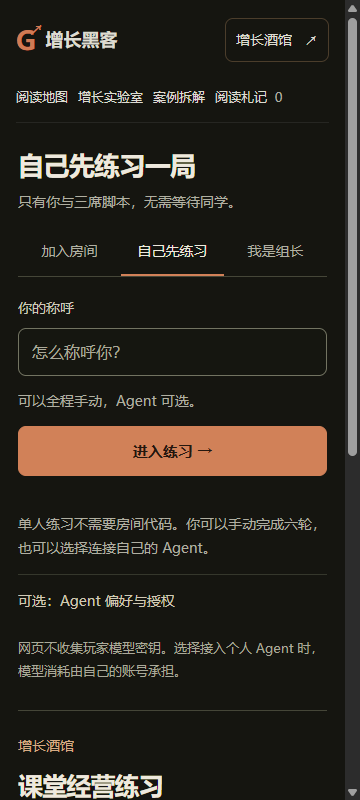 G 增长黑客
增长酒馆 ↗
阅读地图 增长实验室 案例拆解 阅读札记 0
自己先练习一局
只有你与三席脚本，无需等待同学。
加入房间 自己先练习 我是组长
你的称呼
怎么称呼你？
可以全程手动，Agent 可选。
进入练习 →
单人练习不需要房间代码。你可以手动完成六轮，
也可以选择连接自己的 Agent。
可选：Agent 偏好与授权
网页不收集玩家模型密钥。选择接入个人 Agent 时，
模型消耗由自己的账号承担。
增长酒馆
课堂经营练习